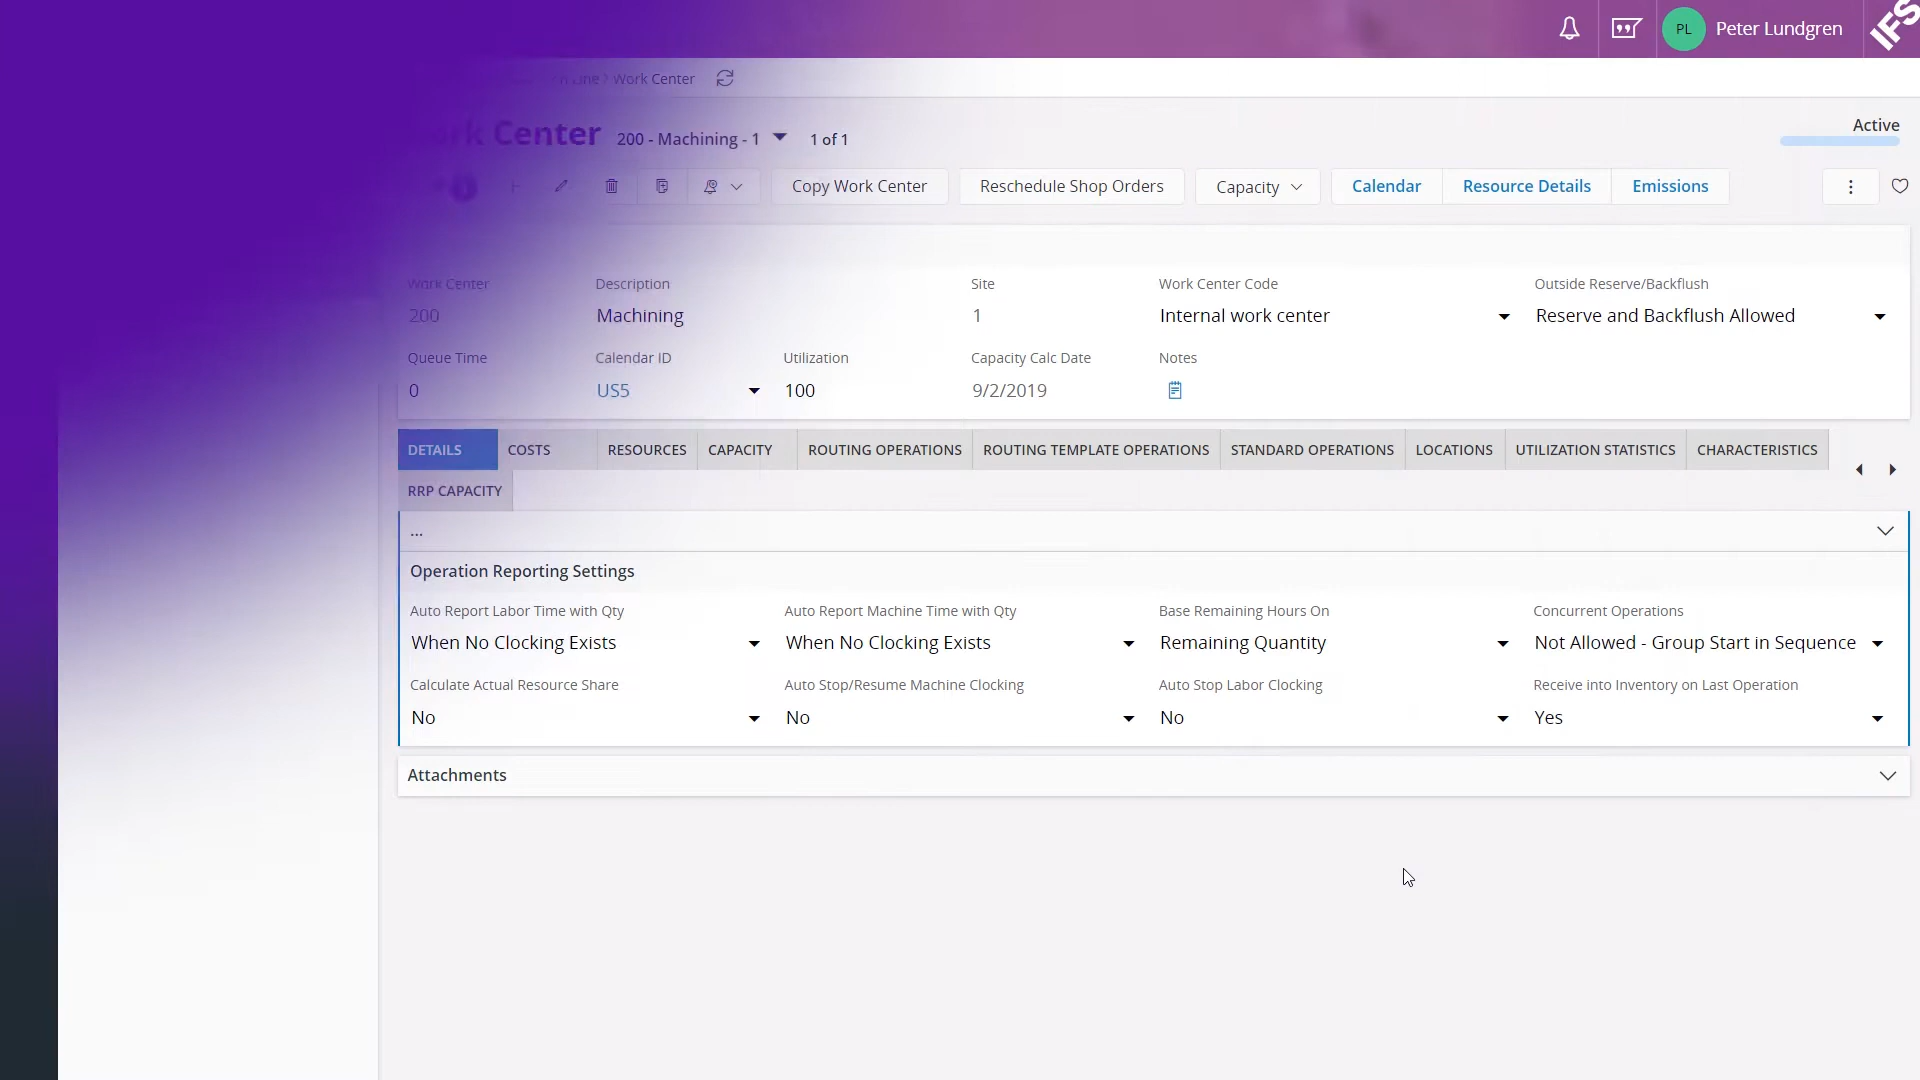 PL Peter Lundgren IFS
Line > Work Center
Work Center 200 - Machining - 1 1 of 1
Active
Copy Work Center Reschedule Shop Orders Capacity Calendar Resource Details Emissions
Work Center Description Site Work Center Code Outside Reserve/Backflush
200 Machining 1 Internal work center Reserve and Backflush Allowed
Queue Time Calendar ID Utilization Capacity Calc Date Notes
0 US5 100 9/2/2019
DETAILS COSTS RESOURCES CAPACITY ROUTING OPERATIONS ROUTING TEMPLATE OPERATIONS STANDARD OPERATIONS LOCATIONS UTILIZATION STATISTICS CHARACTERISTICS
RRP CAPACITY
...
Operation Reporting Settings
Auto Report Labor Time with Qty Auto Report Machine Time with Qty Base Remaining Hours On Concurrent Operations
When No Clocking Exists When No Clocking Exists Remaining Quantity Not Allowed - Group Start in Sequence
Calculate Actual Resource Share Auto Stop/Resume Machine Clocking Auto Stop Labor Clocking Receive into Inventory on Last Operation
No No No Yes
Attachments